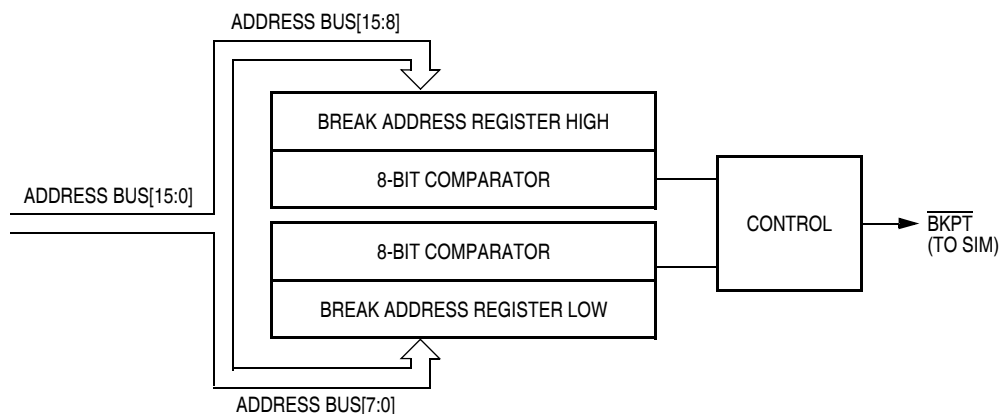 ADDRESS BUS[15:8]
BREAK ADDRESS REGISTER HIGH
8-BIT COMPARATOR
ADDRESS BUS[15:0]
CONTROL
BKPT
(TO SIM)
8-BIT COMPARATOR
BREAK ADDRESS REGISTER LOW
ADDRESS BUS[7:0]